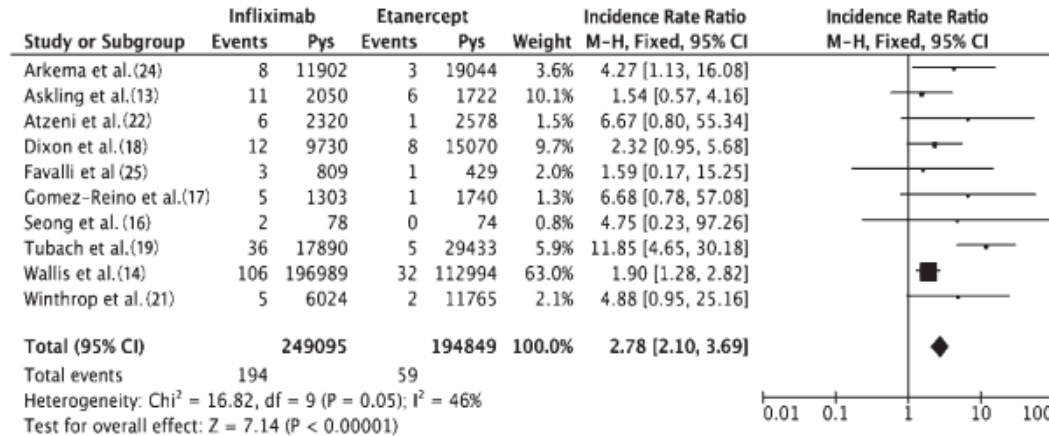 Infliximab Etanercept Incidence Rate Ratio Incidence Rate Ratio
Study or Subgroup Events Pys Events Pys Weight M-H, Fixed, 95% CI M-H, Fixed, 95% CI
Arkema et al.(24) 8 11902 3 19044 3.6% 4.27 [1.13, 16.08]
Askling et al.(13) 11 2050 6 1722 10.1% 1.54 [0.57, 4.16]
Atzeni et al.(22) 6 2320 1 2578 1.5% 6.67 [0.80, 55.34]
Dixon et al.(18) 12 9730 8 15070 9.7% 2.32 [0.95, 5.68]
Favalli et al (25) 3 809 1 429 2.0% 1.59 [0.17, 15.25]
Gomez-Reino et al.(17) 5 1303 1 1740 1.3% 6.68 [0.78, 57.08]
Seong et al.(16) 2 78 0 74 0.8% 4.75 [0.23, 97.26]
Tubach et al.(19) 36 17890 5 29433 5.9% 11.85 [4.65, 30.18]
Wallis et al.(14) 106 196989 32 112994 63.0% 1.90 [1.28, 2.82]
Winthrop et al.(21) 5 6024 2 11765 2.1% 4.88 [0.95, 25.16]
Total (95% CI) 249095 194849 100.0% 2.78 [2.10, 3.69]
Total events 194 59
Heterogeneity: Chi² = 16.82, df = 9 (P = 0.05); I² = 46%
Test for overall effect: Z = 7.14 (P < 0.00001)
0.01 0.1 1 10 100